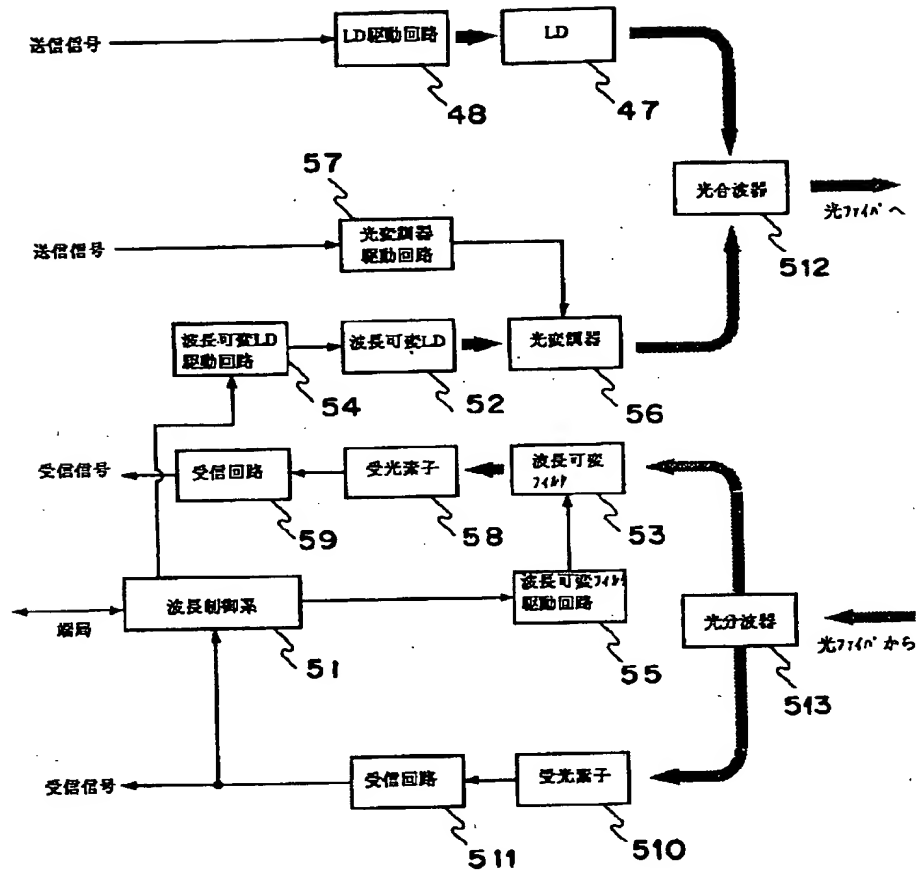 送信信号
LD駆動回路
LD
48
47
57
光合波器
光ファイバへ
512
送信信号
光変調器
駆動回路
波長可変LD
駆動回路
波長可変LD
光変調器
54
52
56
受信信号
受信回路
受光素子
波長可変
フィルタ
59
58
53
端局
波長制御系
波長可変フィルタ
駆動回路
光分波器
光ファイバから
51
55
513
受信信号
受信回路
受光素子
511
510